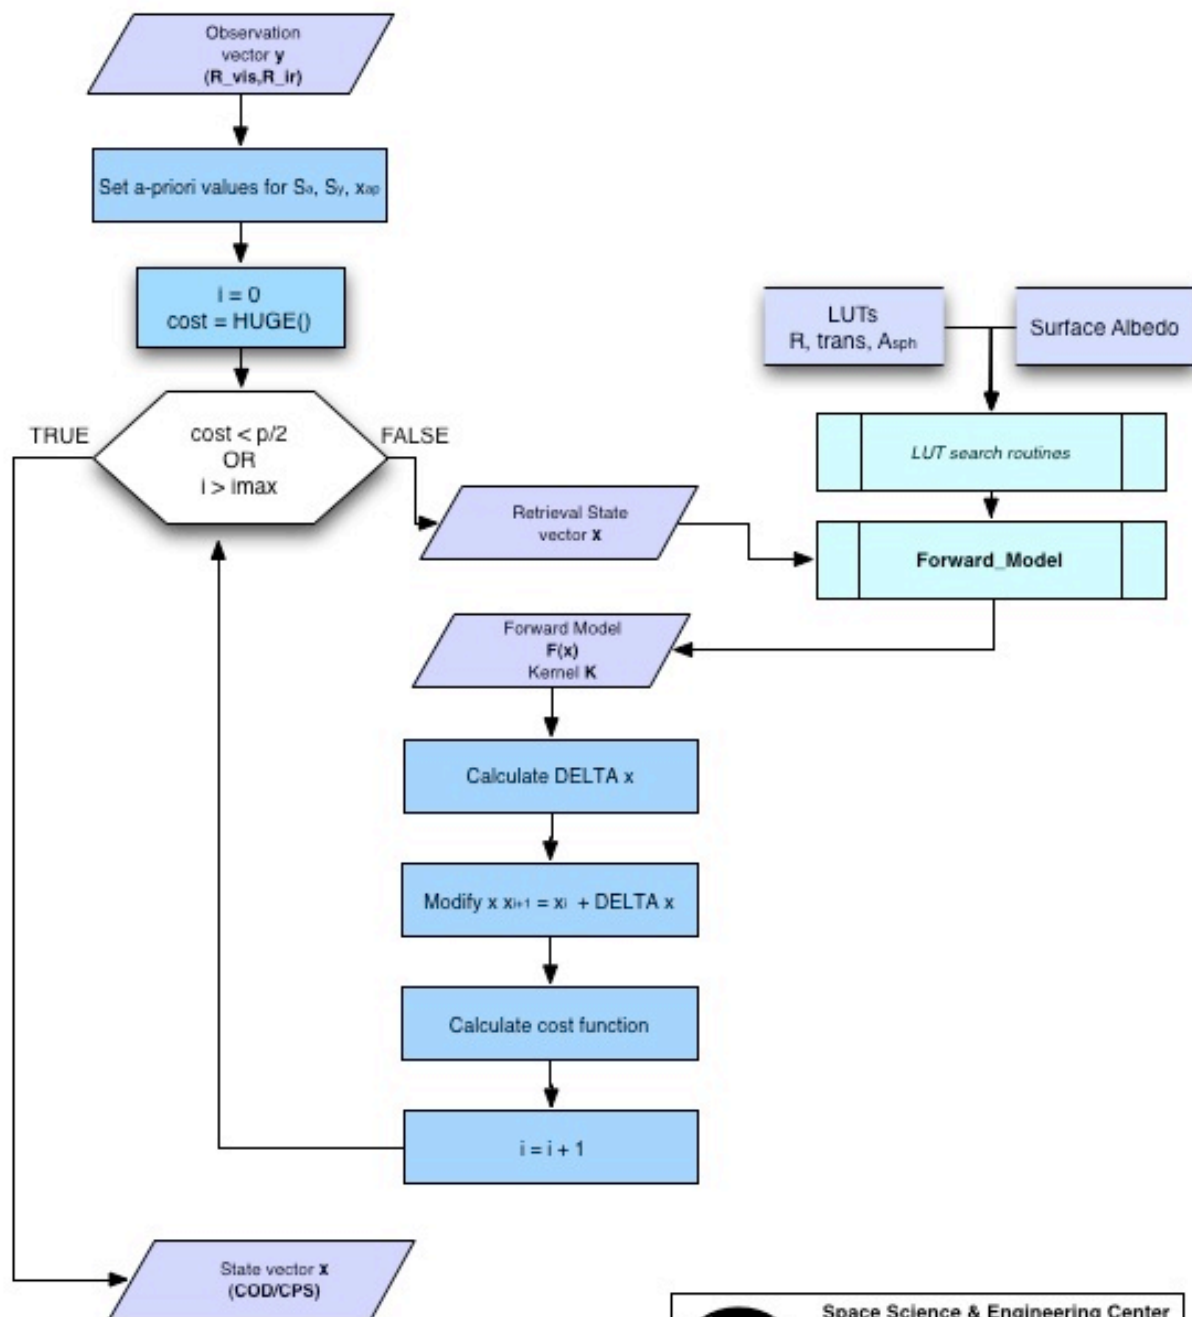 Observation
vector y
(R_vis,R_ir)
Set a-priori values for Sa, Sy, xap
i = 0
cost = HUGE()
LUTs
R, trans, Asph
Surface Albedo
TRUE
cost < p/2
OR
i > imax
FALSE
LUT search routines
Retrieval State
vector x
Forward_Model
Forward Model
F(x)
Kernel K
Calculate DELTA x
Modify x xi+1 = xi + DELTA x
Calculate cost function
i = i + 1
State vector x
(COD/CPS)
Space Science & Engineering Center